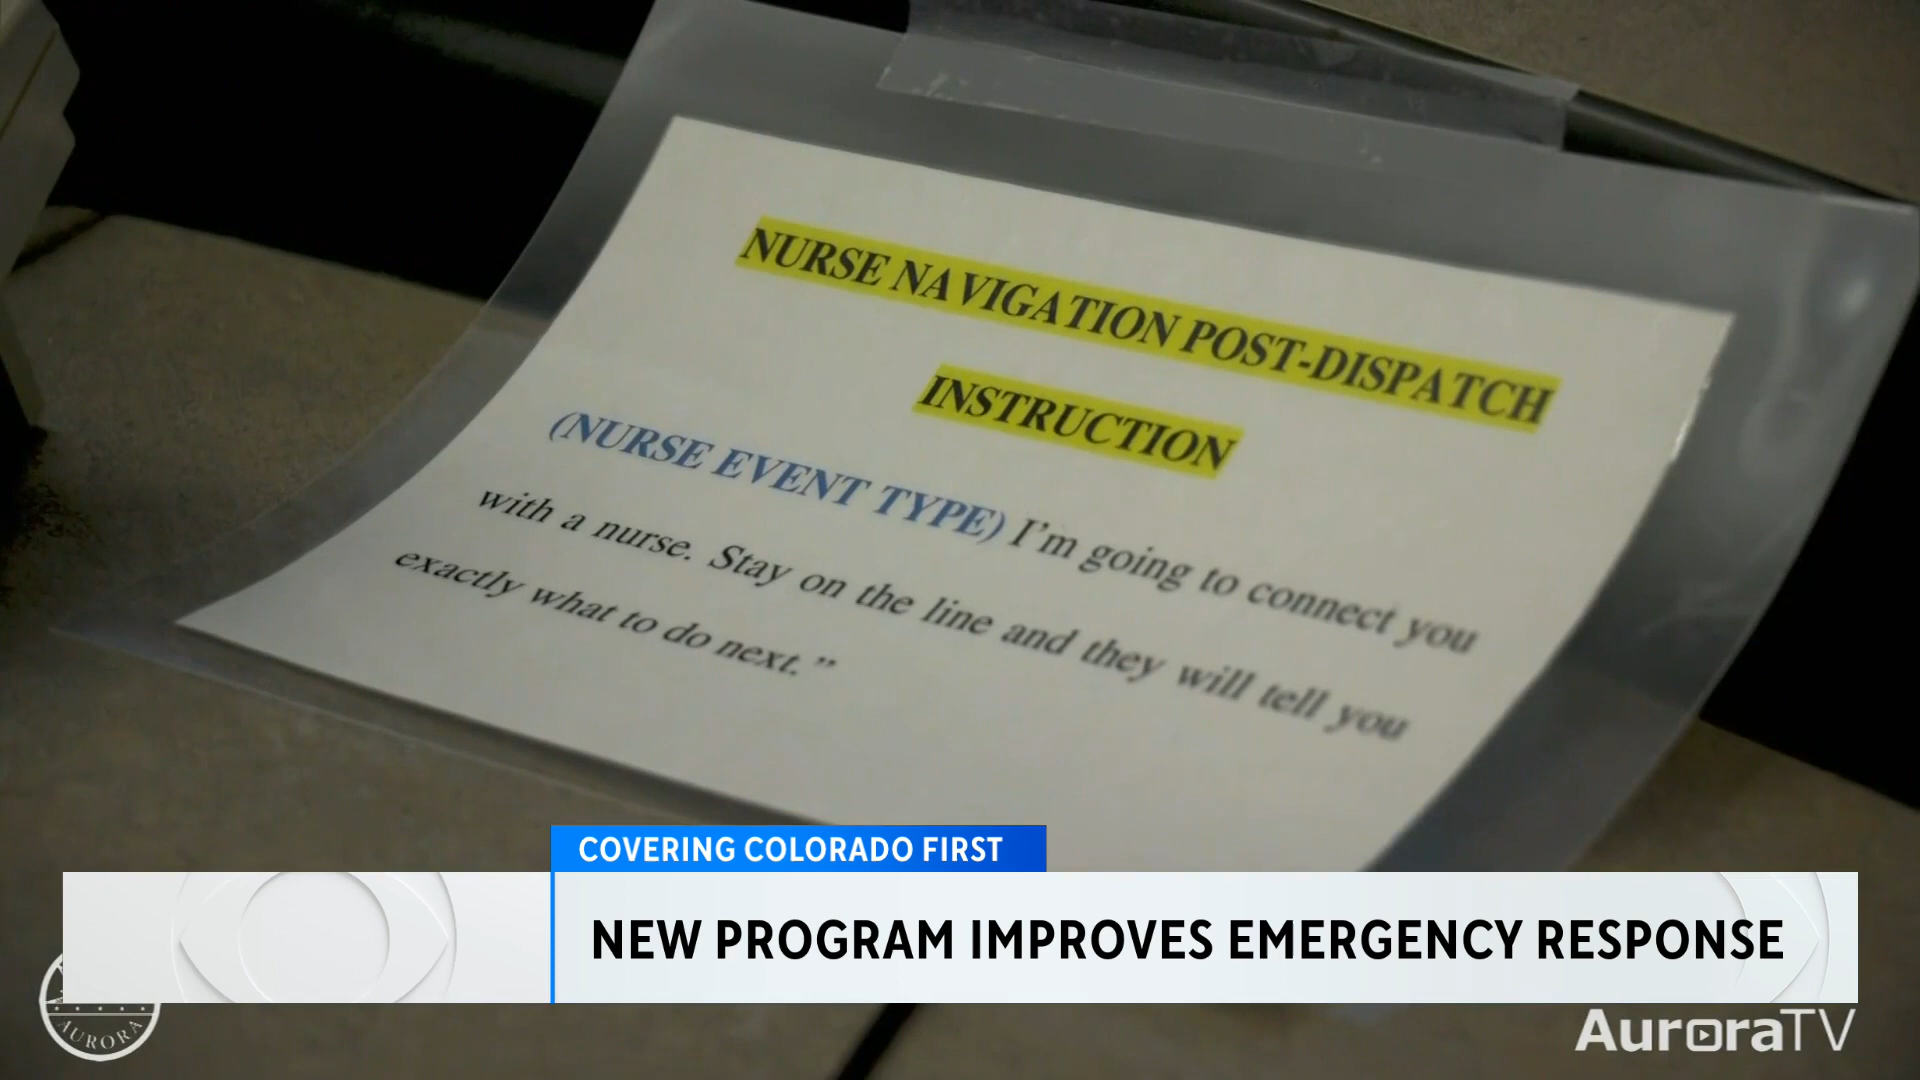 NURSE NAVIGATION POST-DISPATCH
INSTRUCTION
(NURSE EVENT TYPE) I'm going to connect you
with a nurse. Stay on the line and they will tell you
exactly what to do next.”
COVERING COLORADO FIRST
NEW PROGRAM IMPROVES EMERGENCY RESPONSE
AURORA
AuroraTV